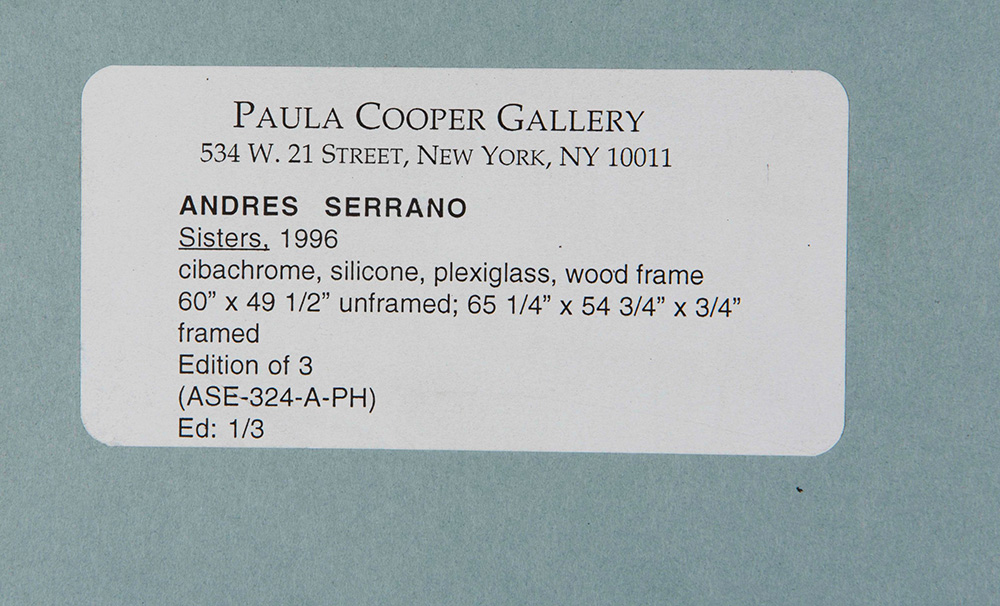 PAULA COOPER GALLERY
534 W. 21 STREET, NEW YORK, NY 10011
ANDRES SERRANO
Sisters, 1996
cibachrome, silicone, plexiglass, wood frame
60” x 49 1/2” unframed; 65 1/4” x 54 3/4” x 3/4”
framed
Edition of 3
(ASE-324-A-PH)
Ed: 1/3